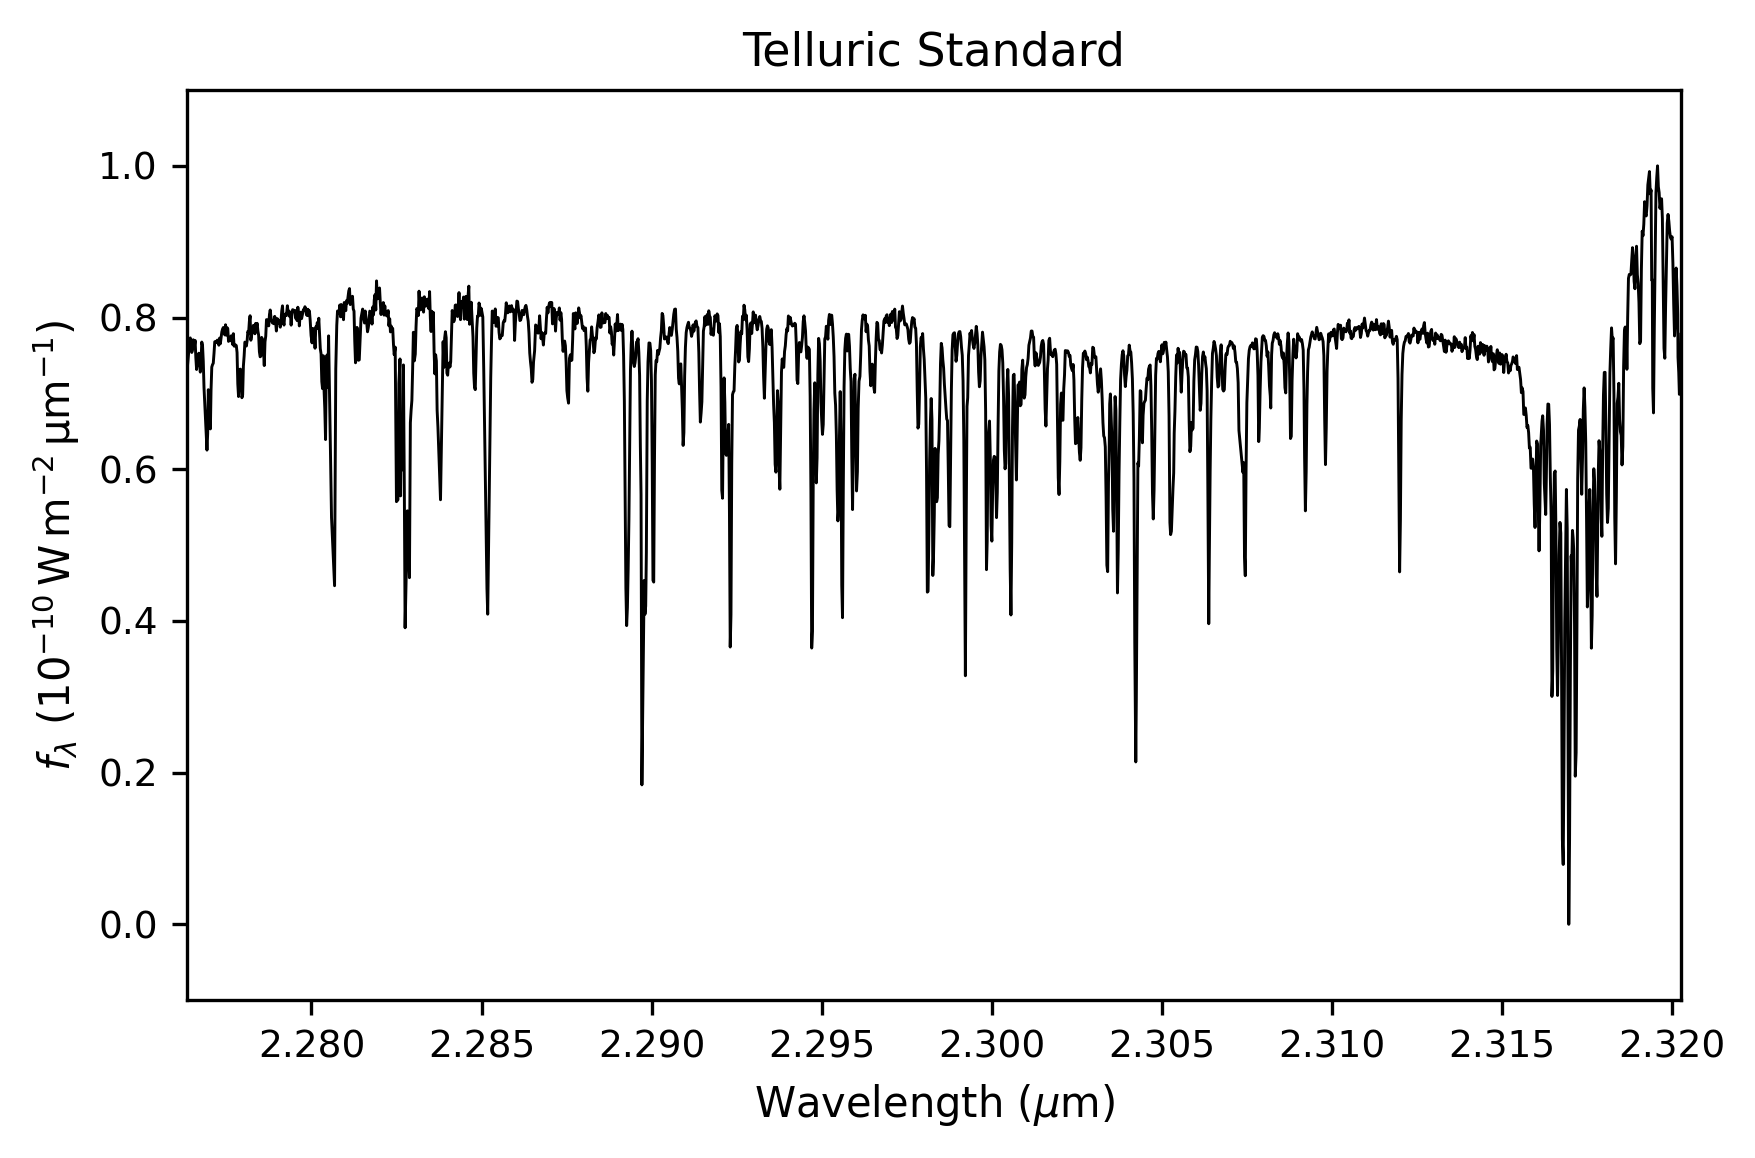 Telluric Standard
1.0
0.8
0.6
0.4
0.2
0.0
f_λ (10⁻¹⁰ W m⁻² μm⁻¹)
2.280 2.285 2.290 2.295 2.300 2.305 2.310 2.315 2.320
Wavelength (μm)